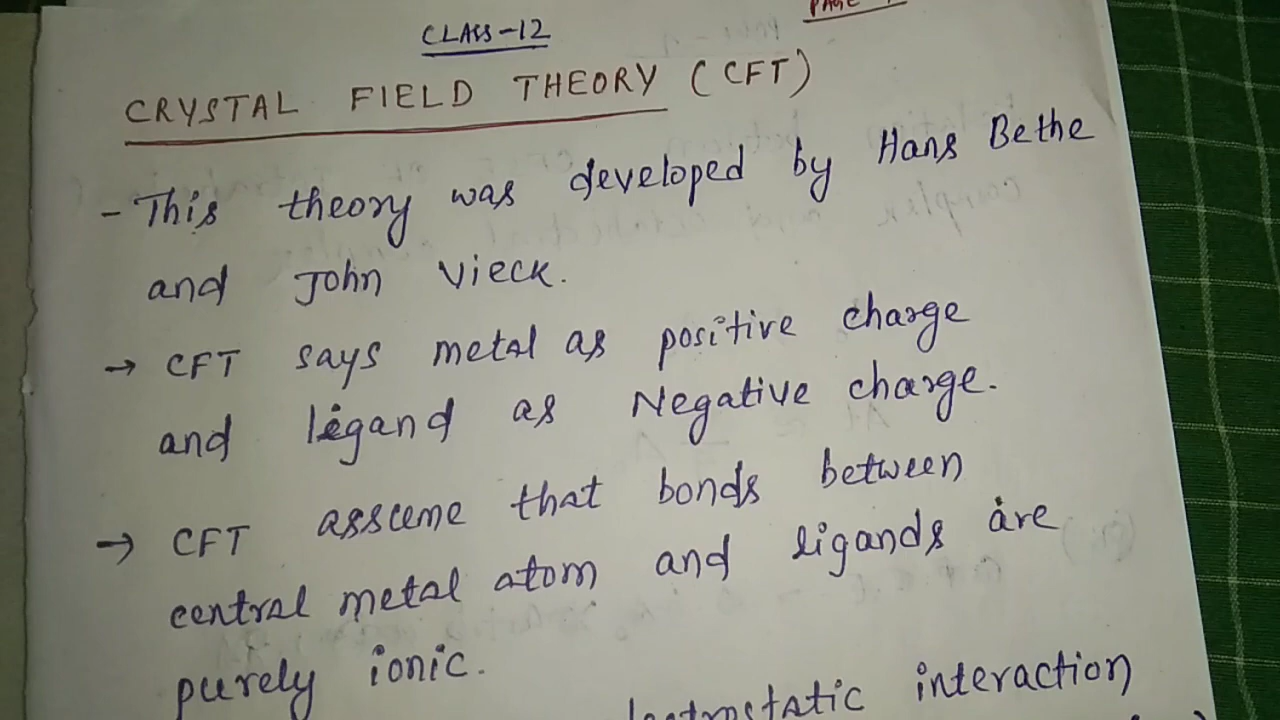 PAGE
CLASS-12
CRYSTAL FIELD THEORY (CFT)
- This theory was developed by Hans Bethe
and John Vieck.
→ CFT says metal as positive charge
and ligand as Negative charge.
→ CFT assume that bonds between
central metal atom and ligands are
purely ionic.
interaction